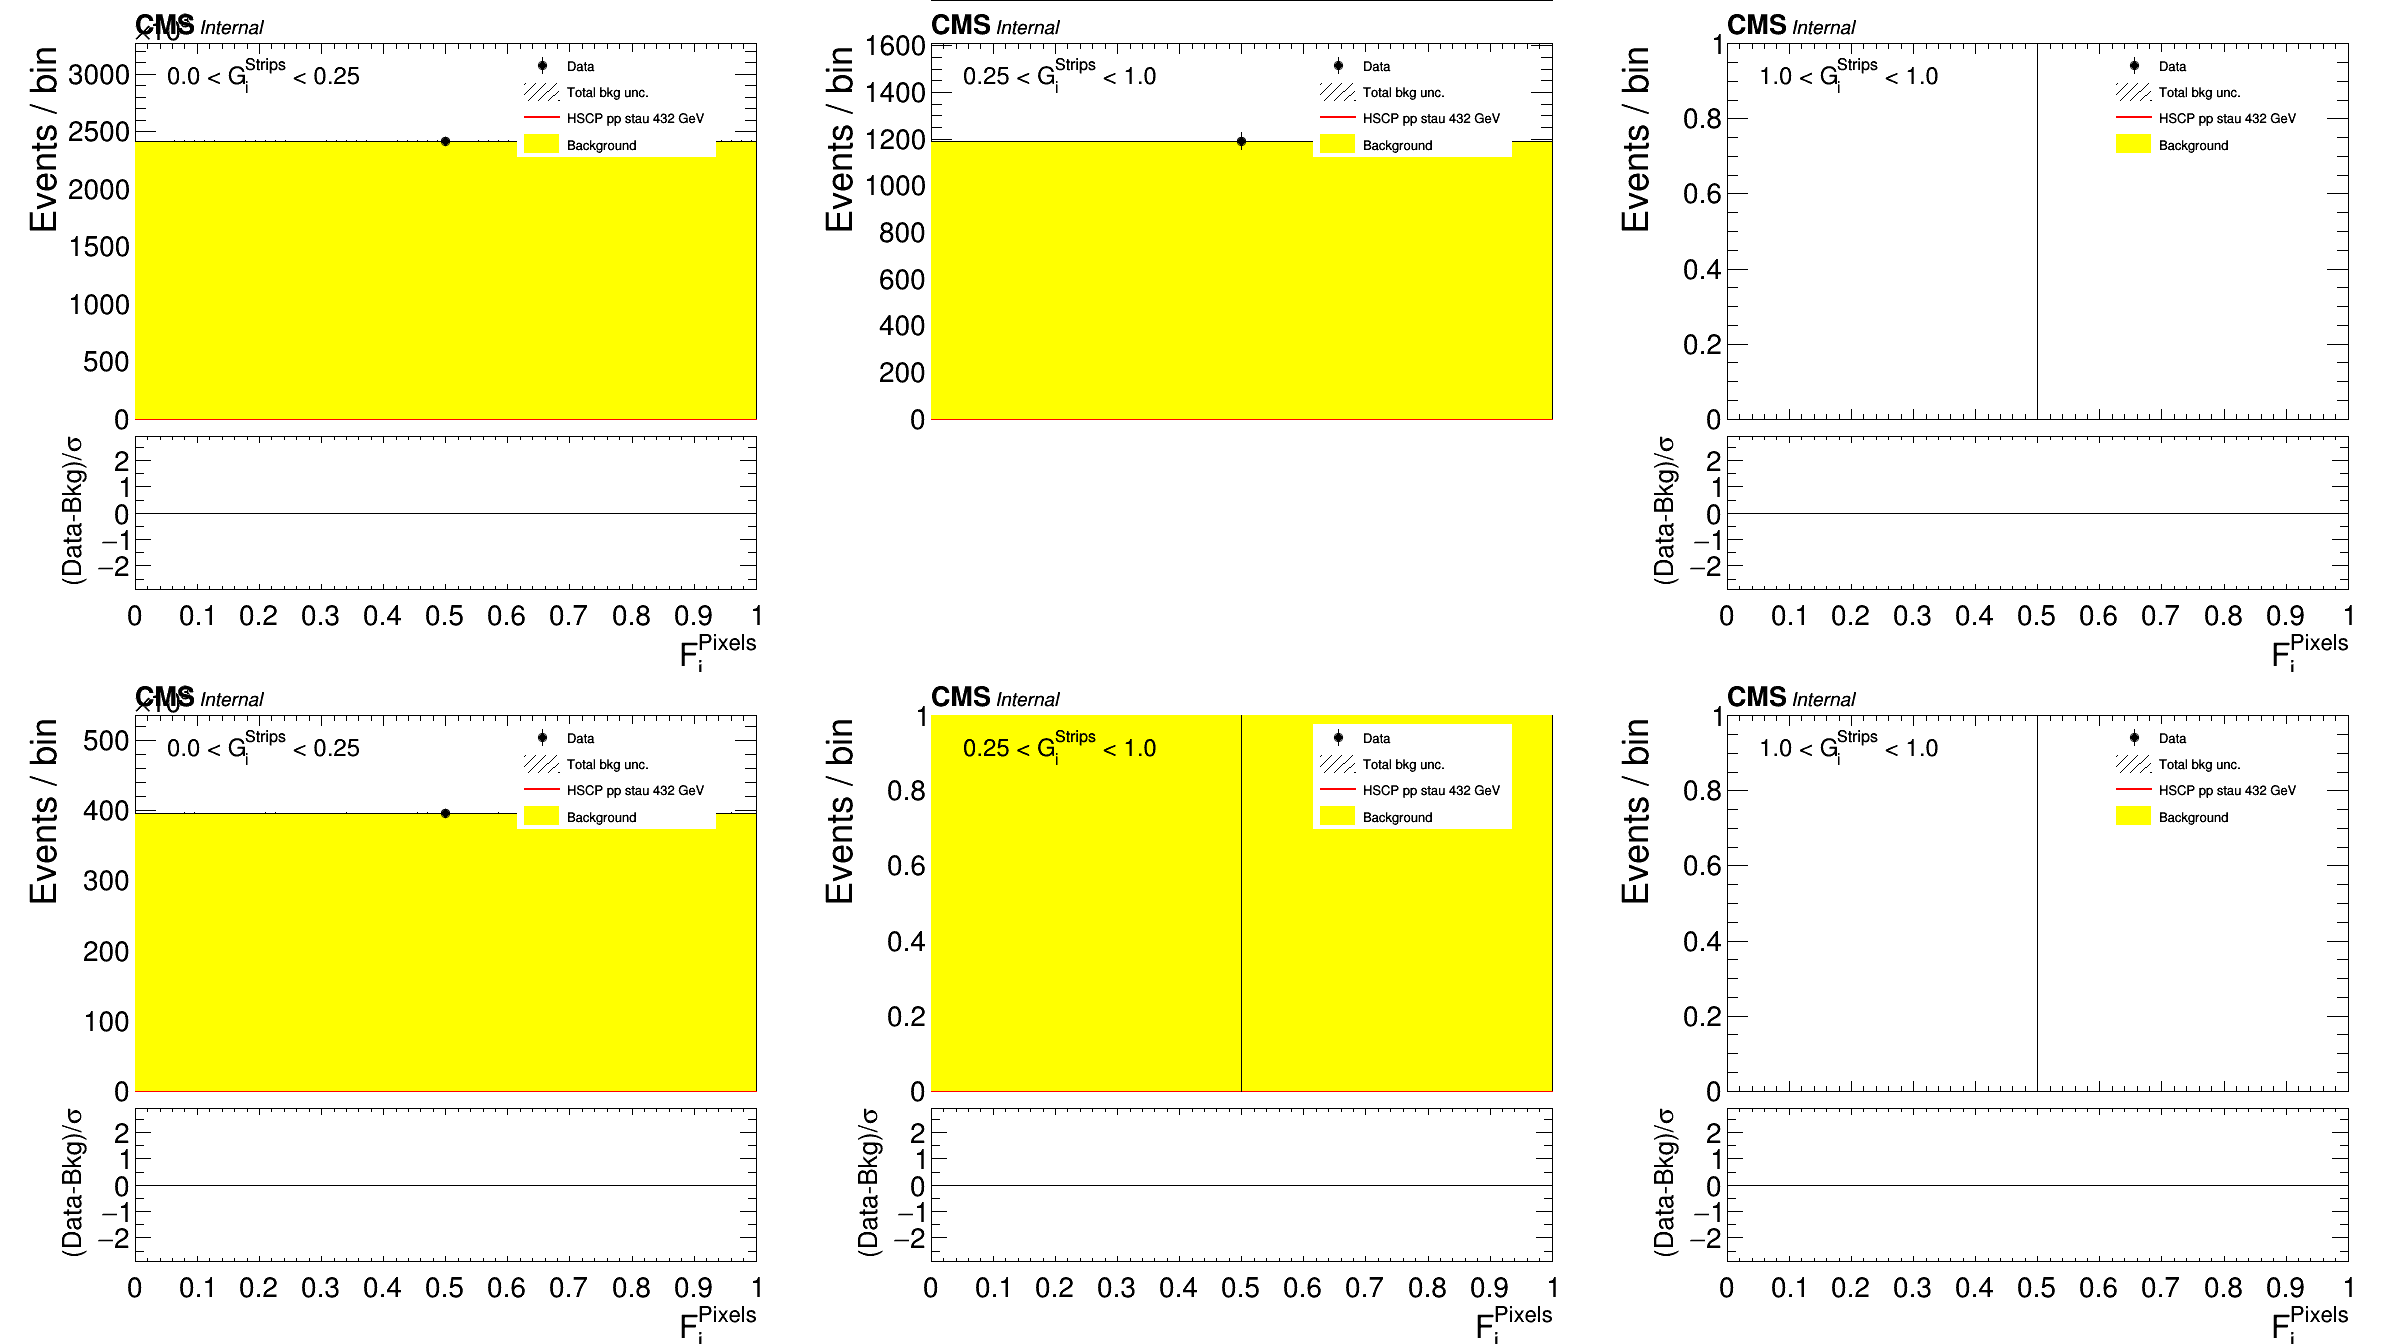 CMS Internal
Events / bin
0.0 < G_i^Strips < 0.25
Data
Total bkg unc.
HSCP pp stau 432 GeV
Background
3000
2500
2000
1500
1000
500
0
(Data-Bkg)/σ
2
1
0
−1
−2
0 0.1 0.2 0.3 0.4 0.5 0.6 0.7 0.8 0.9 1
F_i^Pixels
CMS Internal
Events / bin
0.25 < G_i^Strips < 1.0
Data
Total bkg unc.
HSCP pp stau 432 GeV
Background
1600
1400
1200
1000
800
600
400
200
0
CMS Internal
Events / bin
1.0 < G_i^Strips < 1.0
Data
Total bkg unc.
HSCP pp stau 432 GeV
Background
1
0.8
0.6
0.4
0.2
0
(Data-Bkg)/σ
2
1
0
−1
−2
0 0.1 0.2 0.3 0.4 0.5 0.6 0.7 0.8 0.9 1
F_i^Pixels
CMS Internal
Events / bin
0.0 < G_i^Strips < 0.25
Data
Total bkg unc.
HSCP pp stau 432 GeV
Background
500
400
300
200
100
0
(Data-Bkg)/σ
2
1
0
−1
−2
0 0.1 0.2 0.3 0.4 0.5 0.6 0.7 0.8 0.9 1
F_i^Pixels
CMS Internal
Events / bin
0.25 < G_i^Strips < 1.0
Data
Total bkg unc.
HSCP pp stau 432 GeV
Background
1
0.8
0.6
0.4
0.2
0
(Data-Bkg)/σ
2
1
0
−1
−2
0 0.1 0.2 0.3 0.4 0.5 0.6 0.7 0.8 0.9 1
F_i^Pixels
CMS Internal
Events / bin
1.0 < G_i^Strips < 1.0
Data
Total bkg unc.
HSCP pp stau 432 GeV
Background
1
0.8
0.6
0.4
0.2
0
(Data-Bkg)/σ
2
1
0
−1
−2
0 0.1 0.2 0.3 0.4 0.5 0.6 0.7 0.8 0.9 1
F_i^Pixels